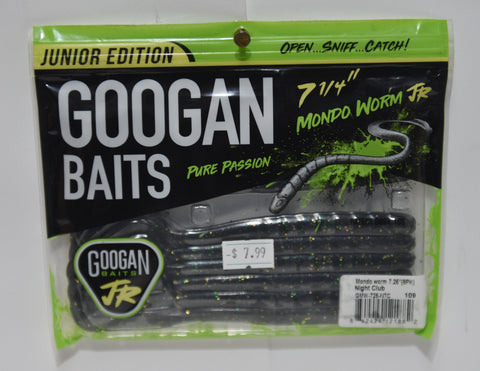 JUNIOR EDITION
OPEN...SNIFF...CATCH!
GOOGAN
BAITS
PURE PASSION
7 1/4"
MONDO WORM JR
-$ 7.99
GOOGAN
BAITS
JR
Mondo worm 7.25"(8PK)
Night Club
GMW-725-NTC 109